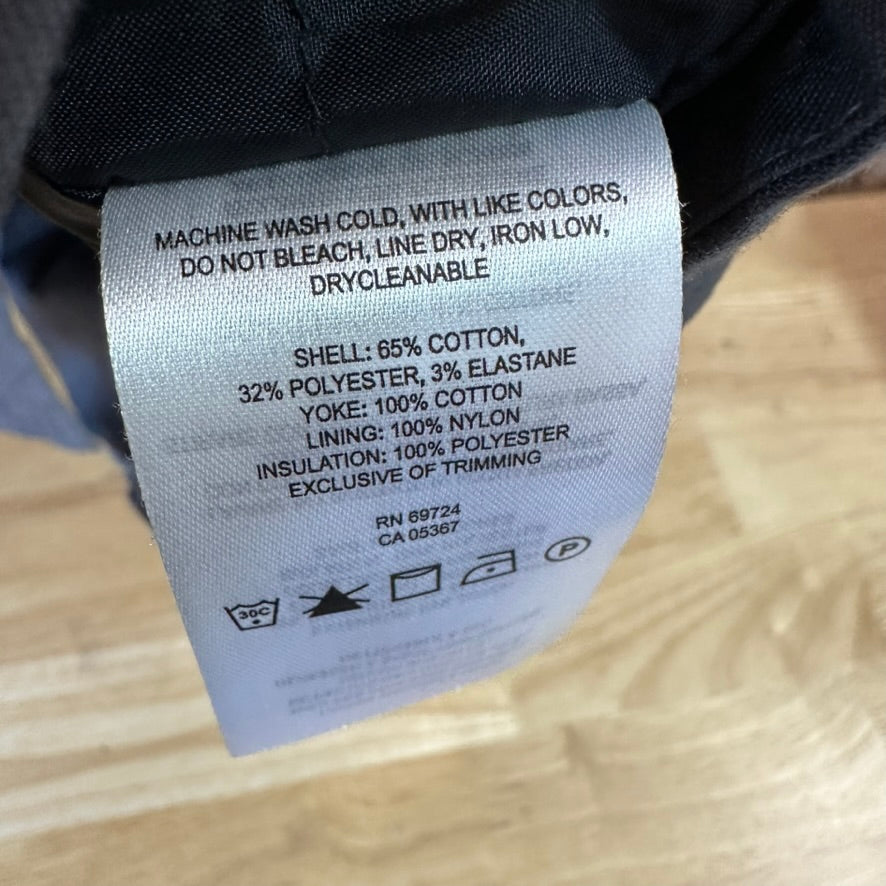 MACHINE WASH COLD, WITH LIKE COLORS,
DO NOT BLEACH, LINE DRY, IRON LOW,
DRYCLEANABLE
SHELL: 65% COTTON,
32% POLYESTER, 3% ELASTANE
YOKE: 100% COTTON
LINING: 100% NYLON
INSULATION: 100% POLYESTER
EXCLUSIVE OF TRIMMING
RN 69724
CA 05367
30C
P